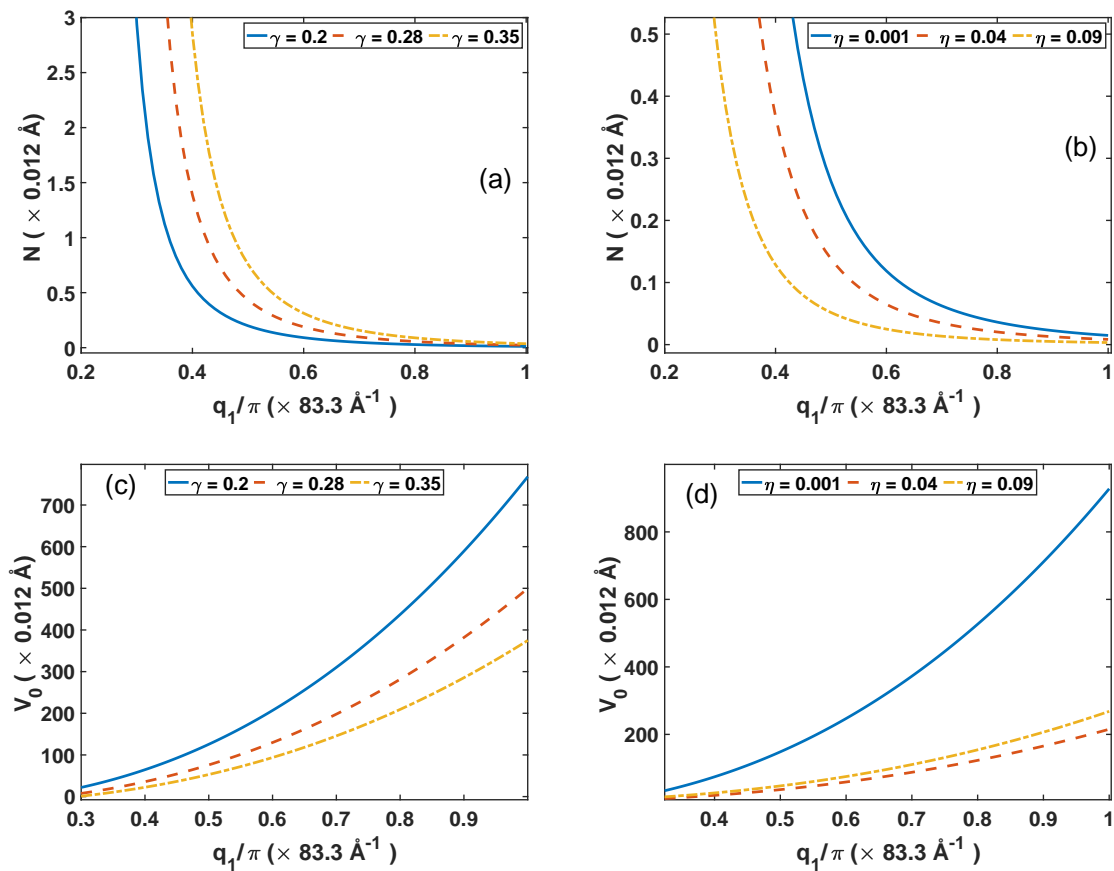 3
2.5
2
1.5
1
0.5
0
N ( × 0.012 Å)
γ = 0.2 γ = 0.28 γ = 0.35
(a)
0.2 0.4 0.6 0.8 1
q₁/π (× 83.3 Å⁻¹ )
0.5
0.4
0.3
0.2
0.1
0
N ( × 0.012 Å)
η = 0.001 η = 0.04 η = 0.09
(b)
0.2 0.4 0.6 0.8 1
q₁/π (× 83.3 Å⁻¹ )
700
600
500
400
300
200
100
0
V₀ ( × 0.012 Å)
(c)
γ = 0.2 γ = 0.28 γ = 0.35
0.3 0.4 0.5 0.6 0.7 0.8 0.9
q₁/π (× 83.3 Å⁻¹ )
800
600
400
200
V₀ ( × 0.012 Å)
(d)
η = 0.001 η = 0.04 η = 0.09
0.4 0.5 0.6 0.7 0.8 0.9 1
q₁/π (× 83.3 Å⁻¹ )